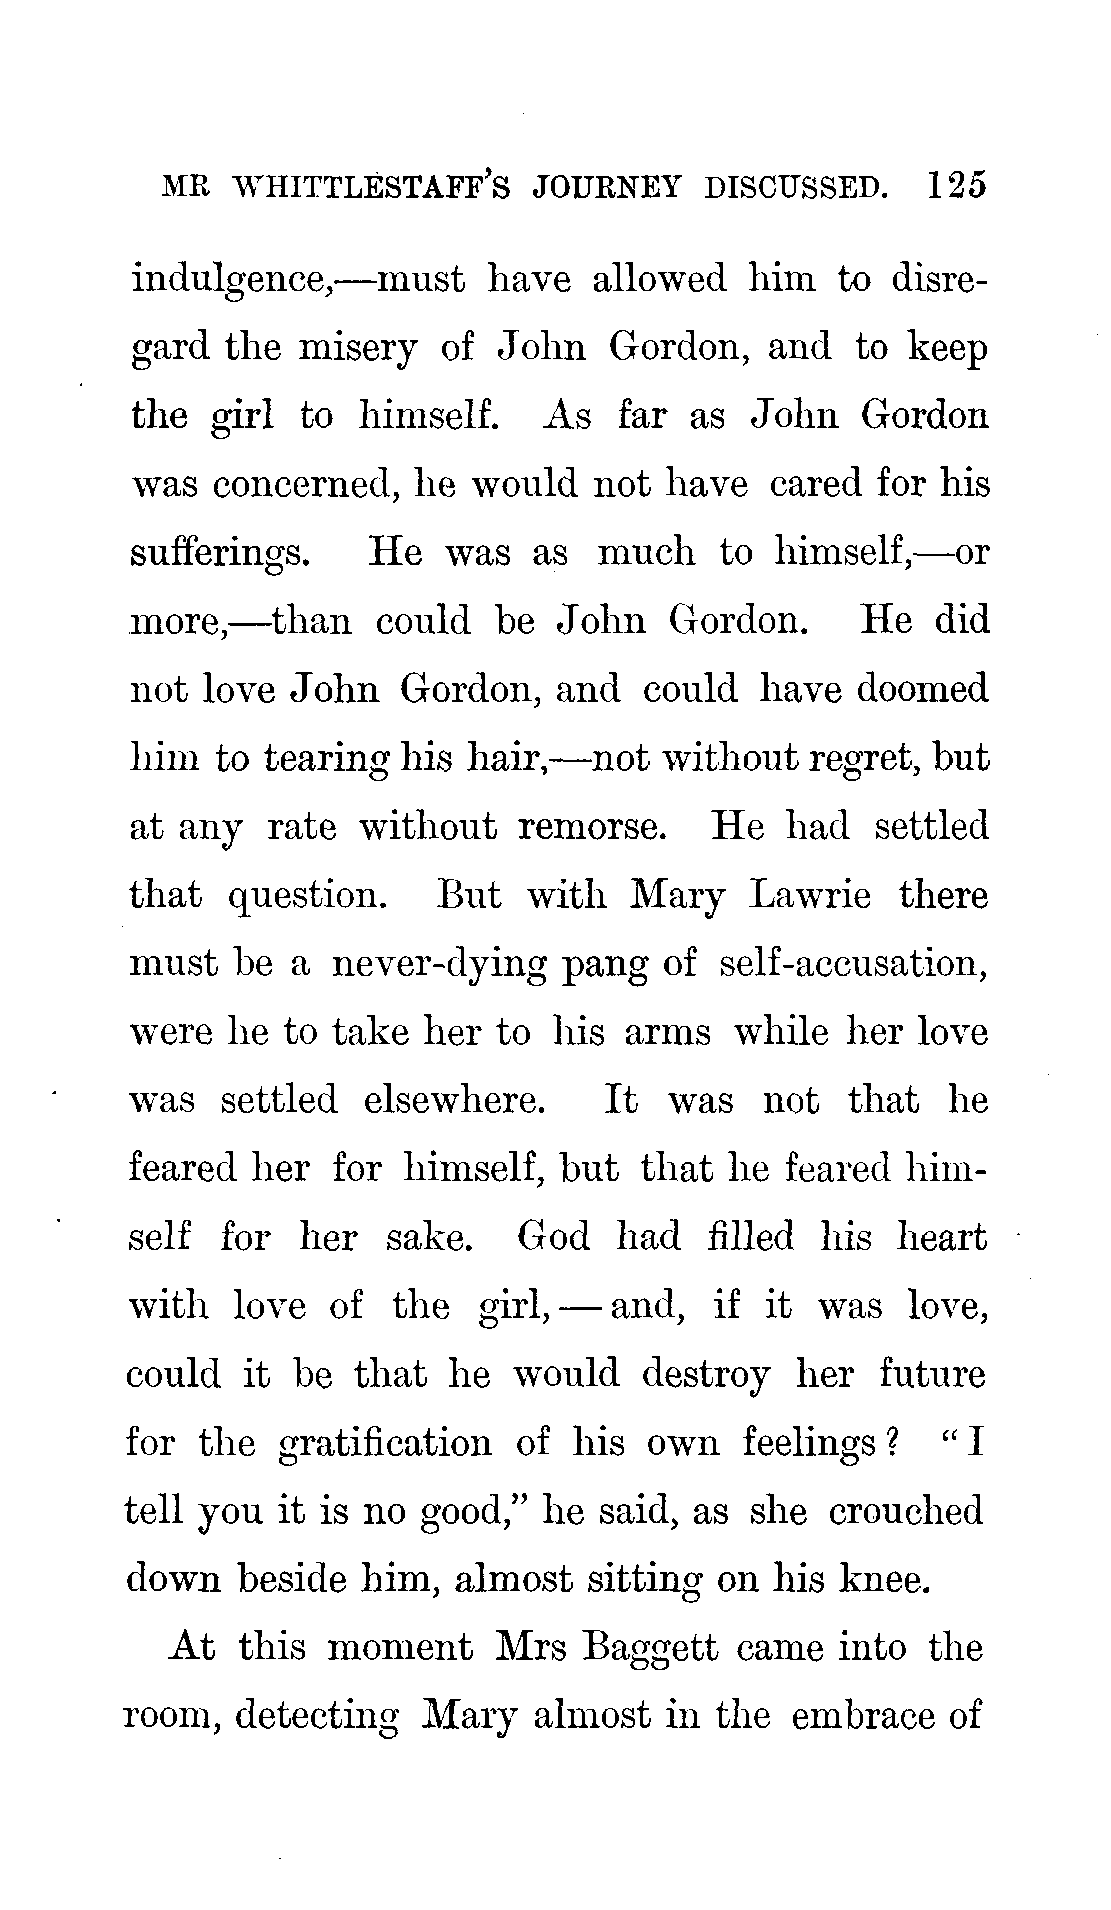 MR WHITTLESTAFF'S JOURNEY DISCUSSED. 125
indulgence,—must have allowed him to disre-
gard the misery of John Gordon, and to keep
the girl to himself. As far as John Gordon
was concerned, he would not have cared for his
sufferings. He was as much to himself,—or
more,—than could be John Gordon. He did
not love John Gordon, and could have doomed
him to tearing his hair,—not without regret, but
at any rate without remorse. He had settled
that question. But with Mary Lawrie there
must be a never-dying pang of self-accusation,
were he to take her to his arms while her love
was settled elsewhere. It was not that he
feared her for himself, but that he feared him-
self for her sake. God had filled his heart
with love of the girl,—and, if it was love,
could it be that he would destroy her future
for the gratification of his own feelings? “I
tell you it is no good,” he said, as she crouched
down beside him, almost sitting on his knee.
At this moment Mrs Baggett came into the
room, detecting Mary almost in the embrace of